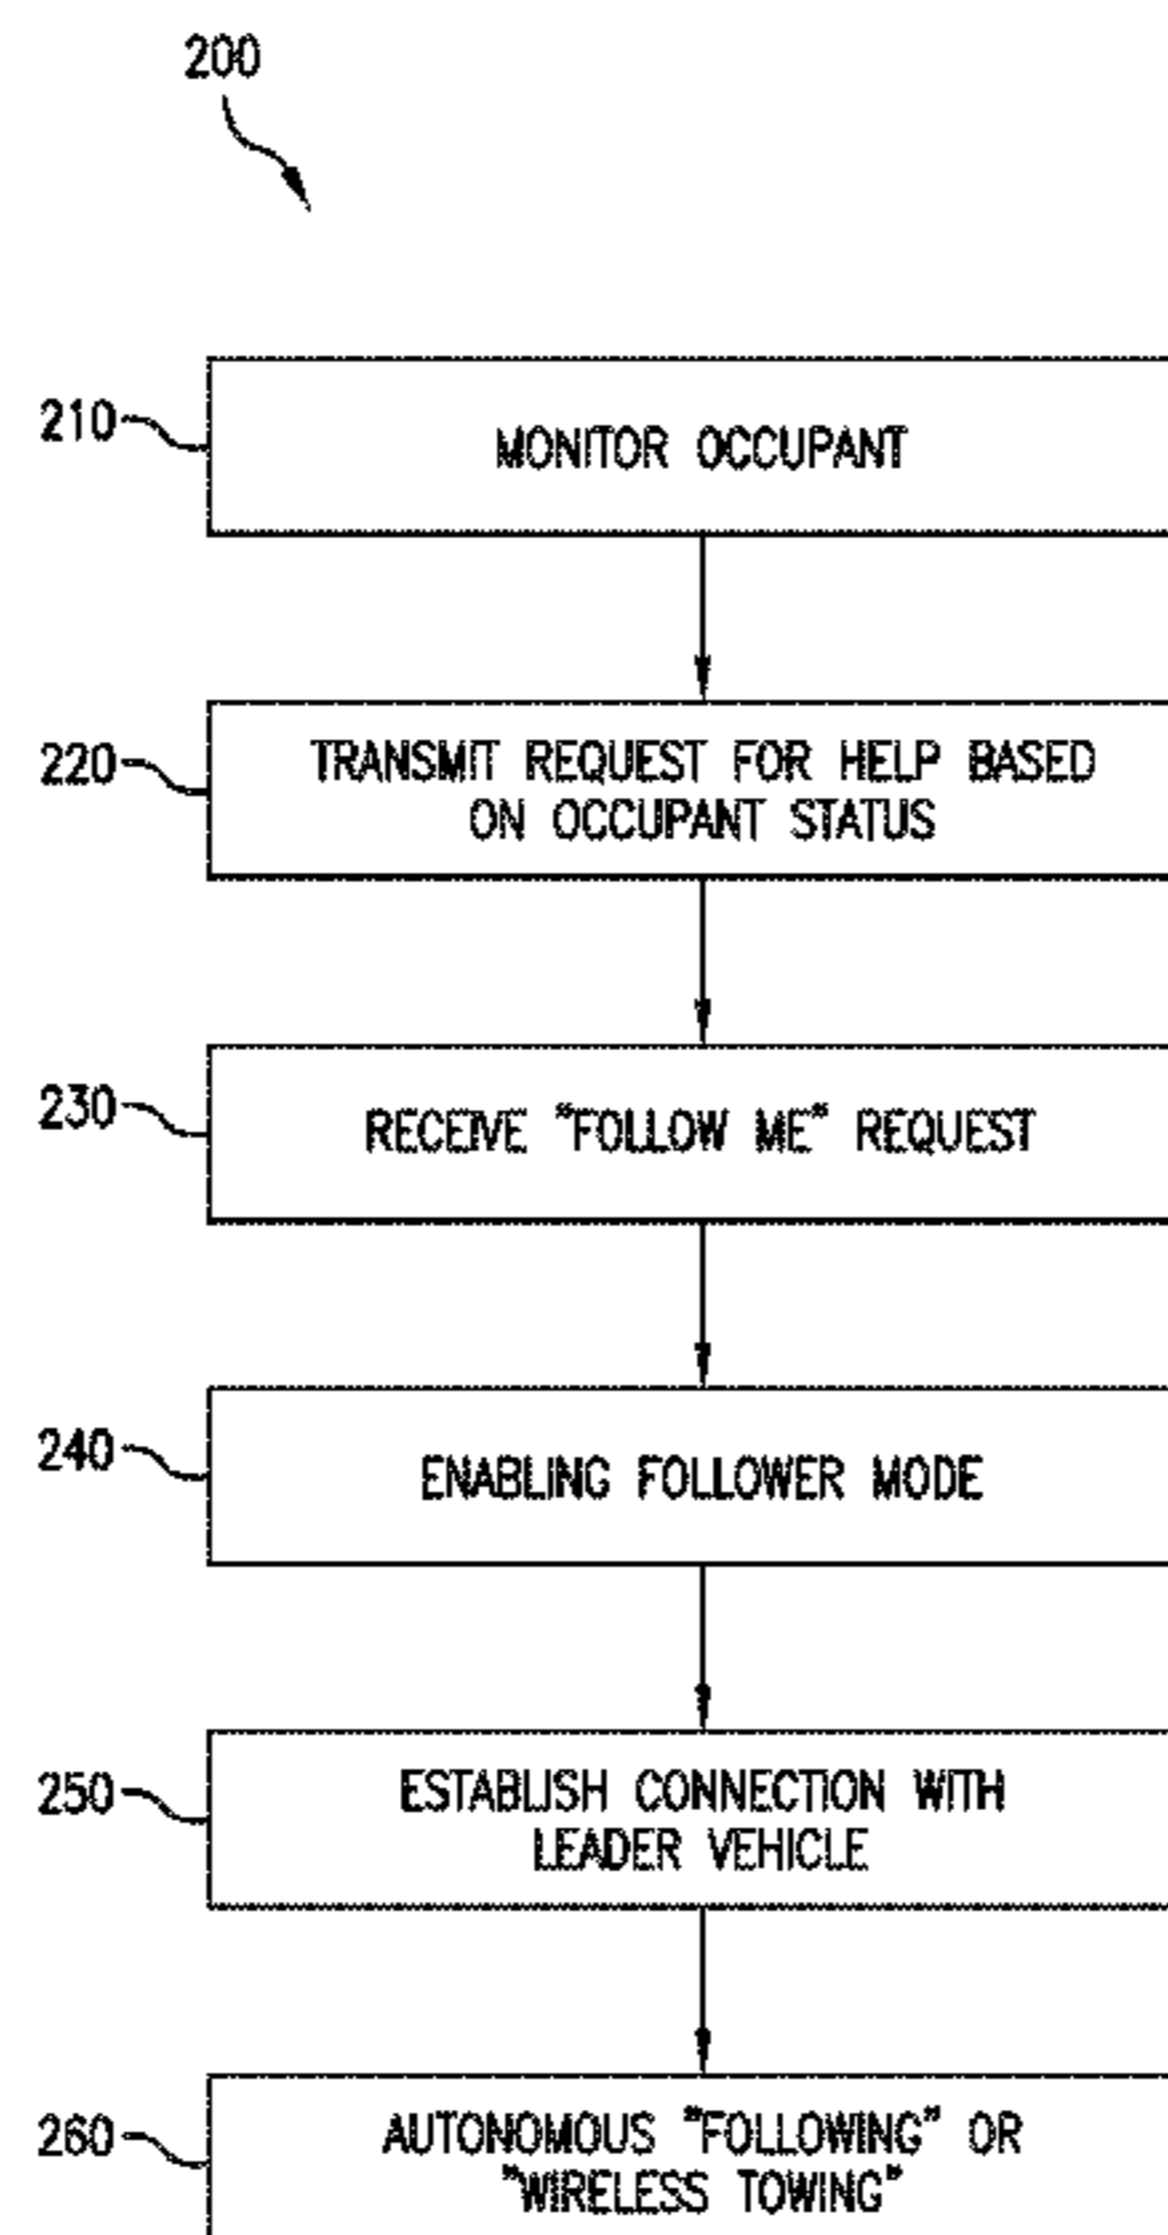 200
210
MONITOR OCCUPANT
220
TRANSMIT REQUEST FOR HELP BASED
ON OCCUPANT STATUS
230
RECEIVE "FOLLOW ME" REQUEST
240
ENABLING FOLLOWER MODE
250
ESTABLISH CONNECTION WITH
LEADER VEHICLE
260
AUTONOMOUS "FOLLOWING" OR
"WIRELESS TOWING"